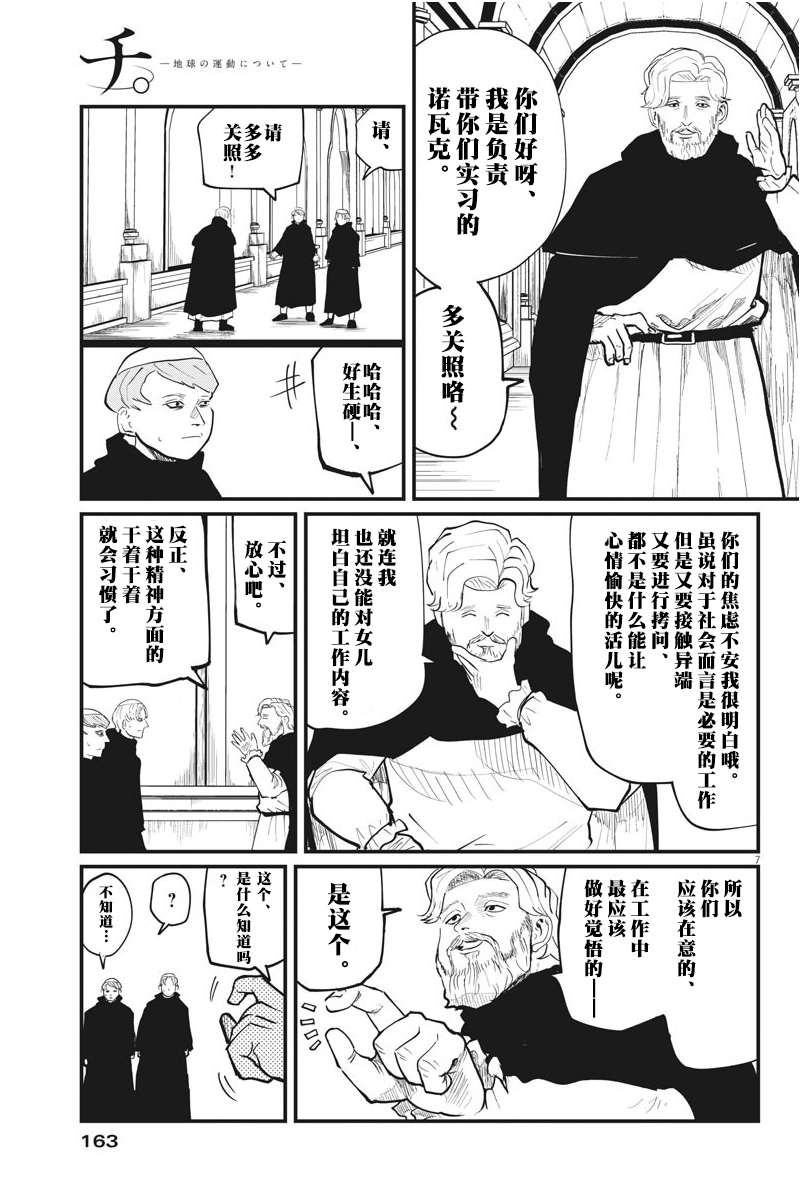 チ。
—地球の運動について—
你们好呀、
我是负责
带你们实习的
诺瓦克。
多关照咯～
请、
请
多多
关照！
哈哈哈、
好生硬—、
你们的焦虑不安我很明白哦。
虽说对于社会而言是必要的工作
但是又要接触异端
又要进行拷问、
都不是什么能让
心情愉快的活儿呢。
就连我
也还没能对女儿
坦白自己的工作内容。
不过、
放心吧。
反正、
这种精神方面的
干着干着
就会习惯了。
7
所以
你们
应该在意的、
在工作中
最应该
做好觉悟的——
是这个。
这个、
是什么知道吗
？
？
不知道…
163